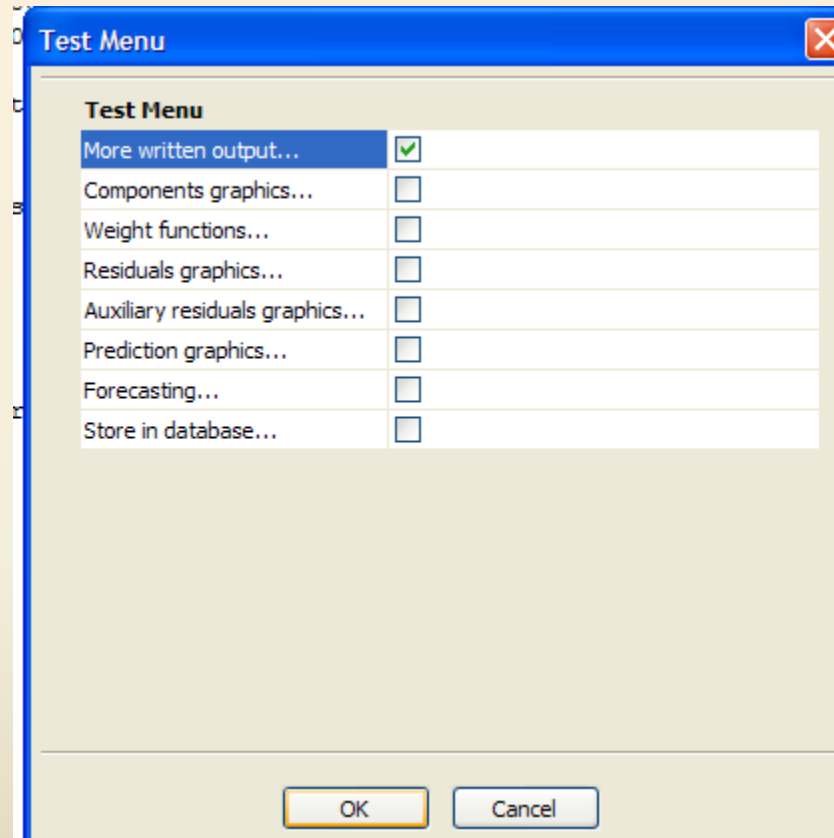 Test Menu
Test Menu
More written output...
Components graphics...
Weight functions...
Residuals graphics...
Auxiliary residuals graphics...
Prediction graphics...
Forecasting...
Store in database...
OK Cancel